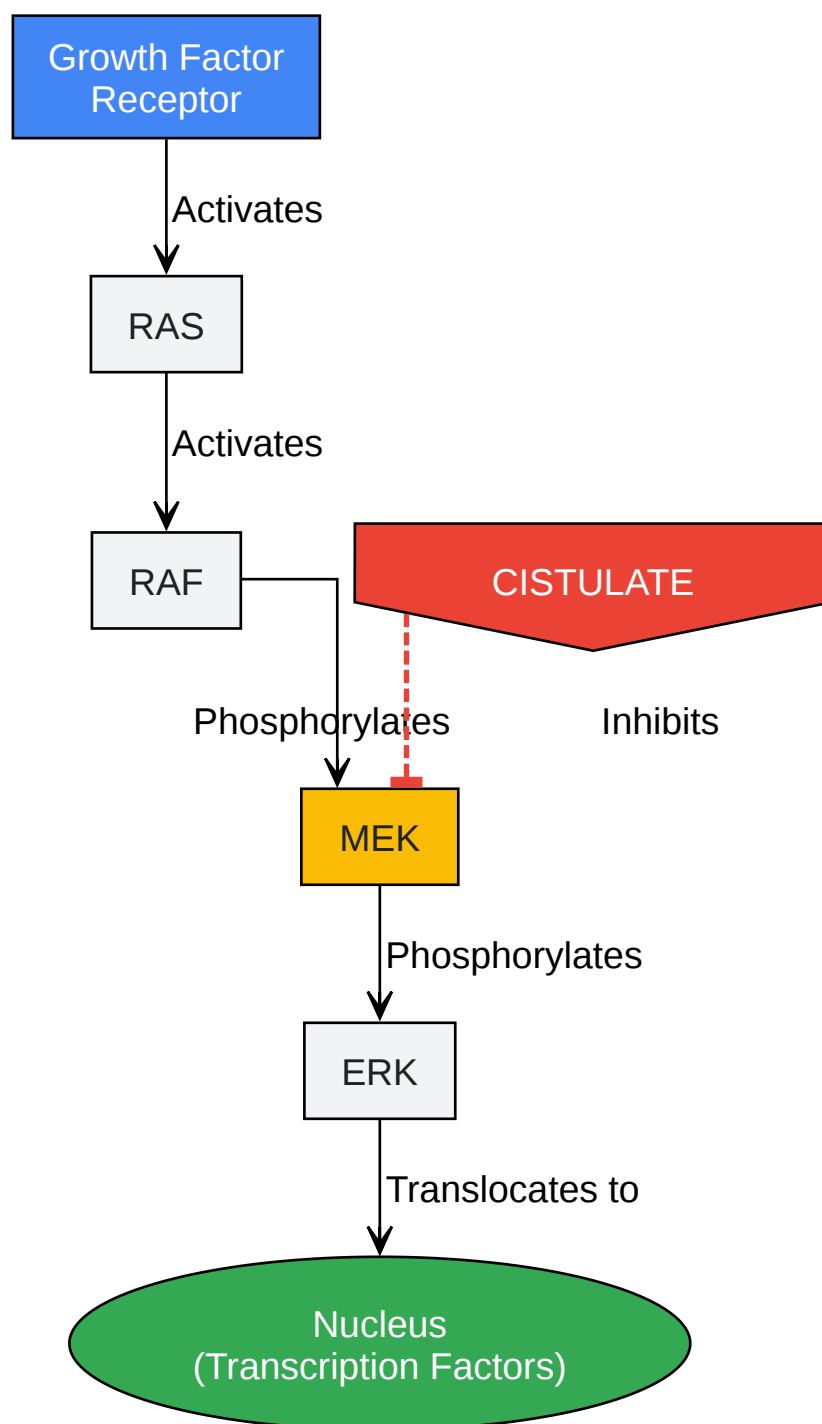 Growth Factor
Receptor
Activates
RAS
Activates
RAF
CISTULATE
Phosphorylates
Inhibits
MEK
Phosphorylates
ERK
Translocates to
Nucleus
(Transcription Factors)